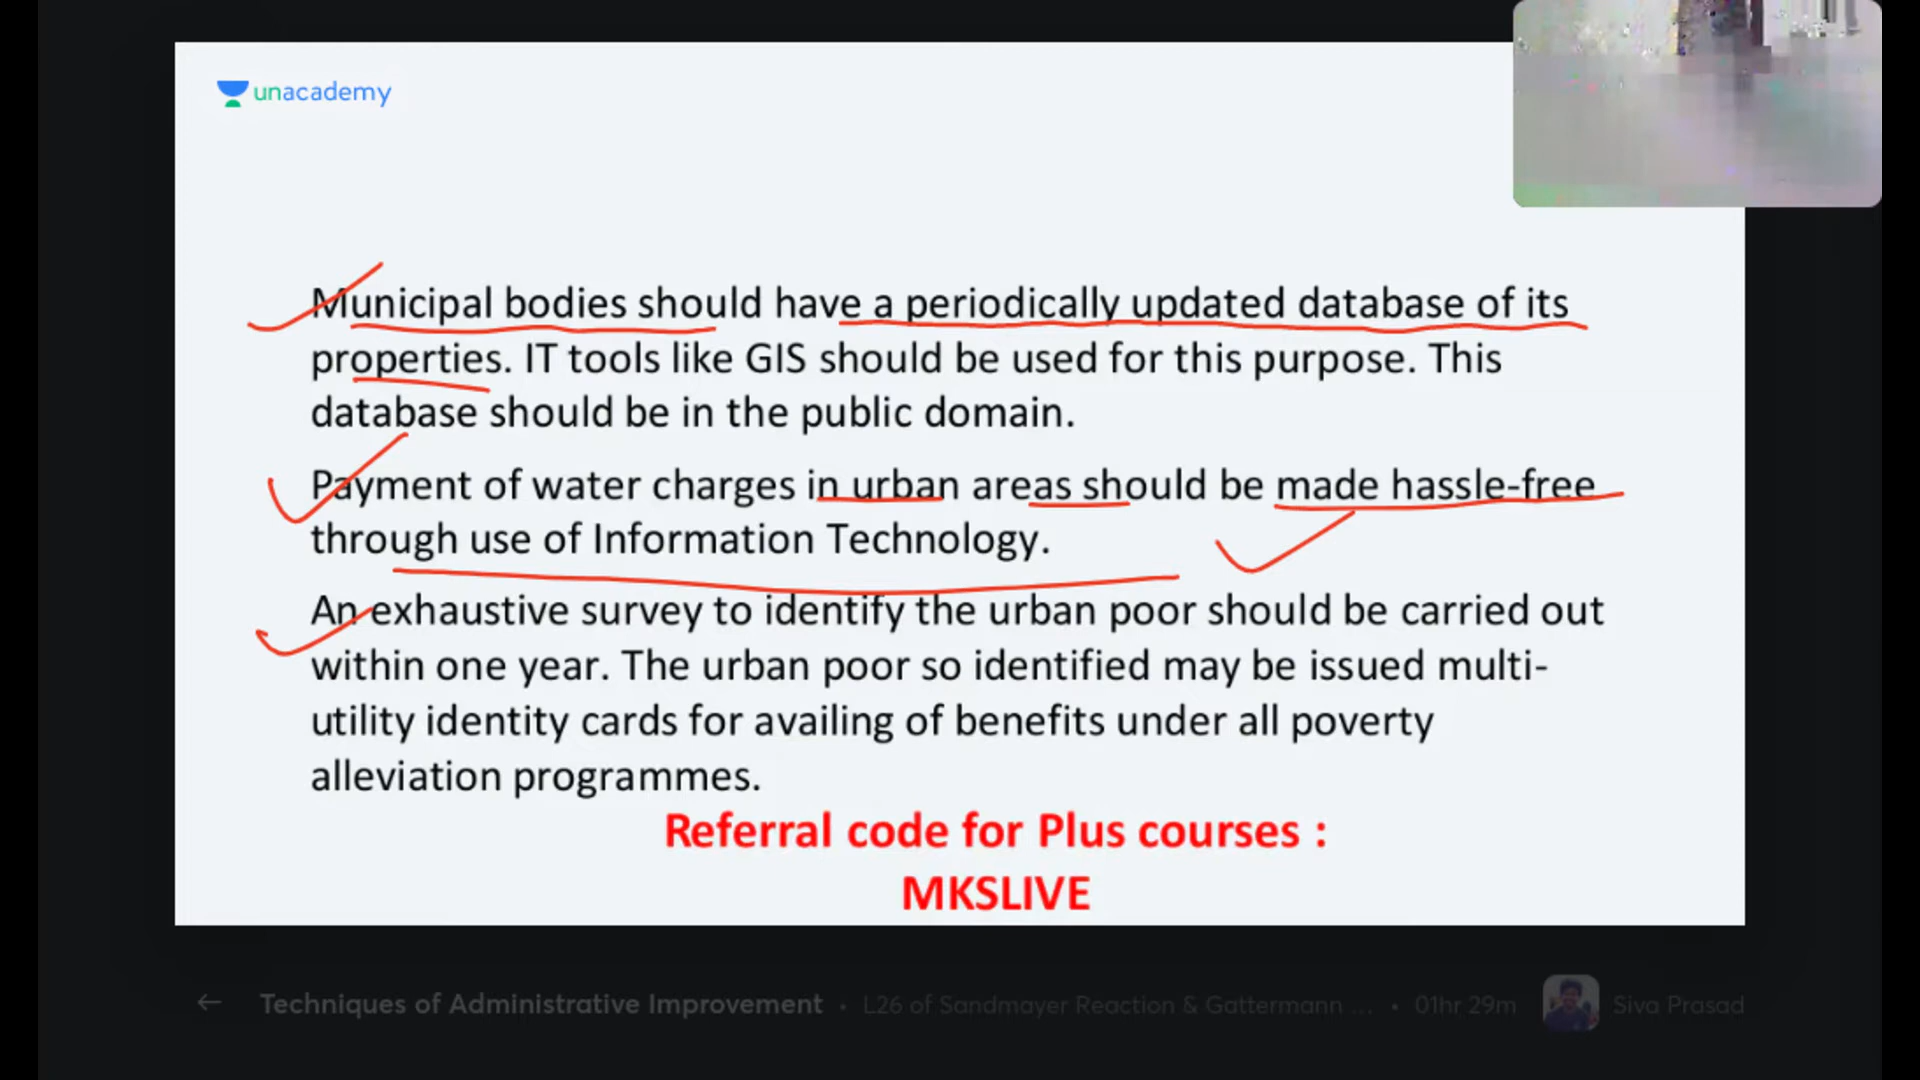 unacademy
Municipal bodies should have a periodically updated database of its
properties. IT tools like GIS should be used for this purpose. This
database should be in the public domain.
Payment of water charges in urban areas should be made hassle-free
through use of Information Technology.
An exhaustive survey to identify the urban poor should be carried out
within one year. The urban poor so identified may be issued multi-
utility identity cards for availing of benefits under all poverty
alleviation programmes.
Referral code for Plus courses :
MKSLIVE
← Techniques of Administrative Improvement • L26 of Sandmayer Reaction & Gattermann ... • 01hr 29m Siva Prasad